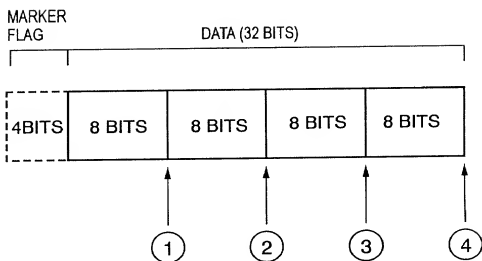 MARKER
FLAG
DATA (32 BITS)
4BITS
8 BITS
8 BITS
8 BITS
8 BITS
1
2
3
4